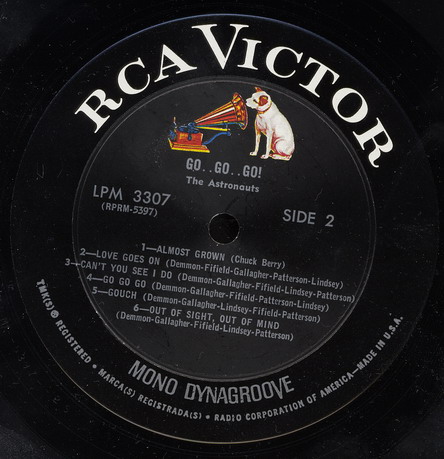 RCA VICTOR
GO..GO..GO!
The Astronauts
LPM 3307
(RPRM-5397)
SIDE 2
1—ALMOST GROWN (Chuck Berry)
2—LOVE GOES ON (Demmon-Fifield-Gallagher-Patterson-Lindsey)
3—CAN'T YOU SEE I DO (Demmon-Gallagher-Fifield-Lindsey-Patterson)
4—GO GO GO (Demmon-Fifield-Gallagher-Patterson-Lindsey)
5—GOUCH (Demmon-Gallagher-Lindsey-Fifield-Patterson)
6—OUT OF SIGHT, OUT OF MIND
(Demmon-Gallagher-Fifield-Lindsey-Patterson)
MONO DYNAGROOVE
TMK(S) ® REGISTERED • MARCA(S) REGISTRADA(S) • RADIO CORPORATION OF AMERICA—MADE IN U.S.A.